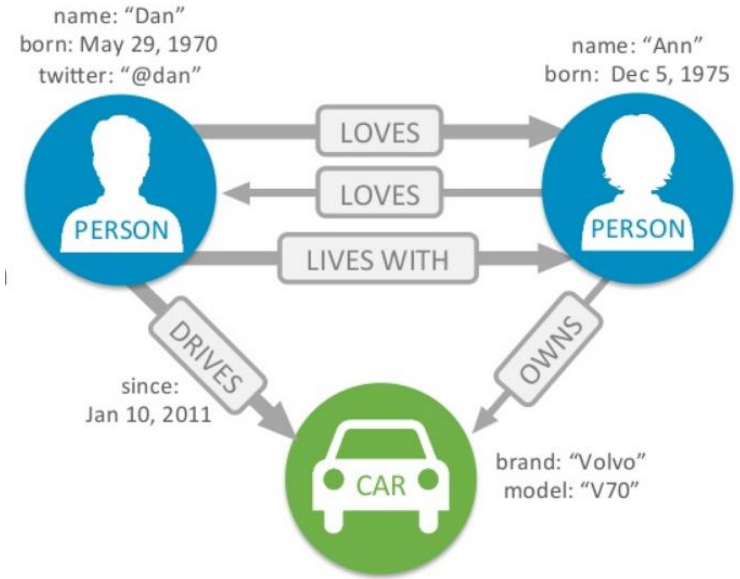 name: “Dan”
born: May 29, 1970
twitter: “@dan”
name: “Ann”
born:  Dec 5, 1975
LOVES
LOVES
PERSON
PERSON
LIVES WITH
DRIVES
OWNS
since:
Jan 10, 2011
CAR
brand: “Volvo”
model: “V70”